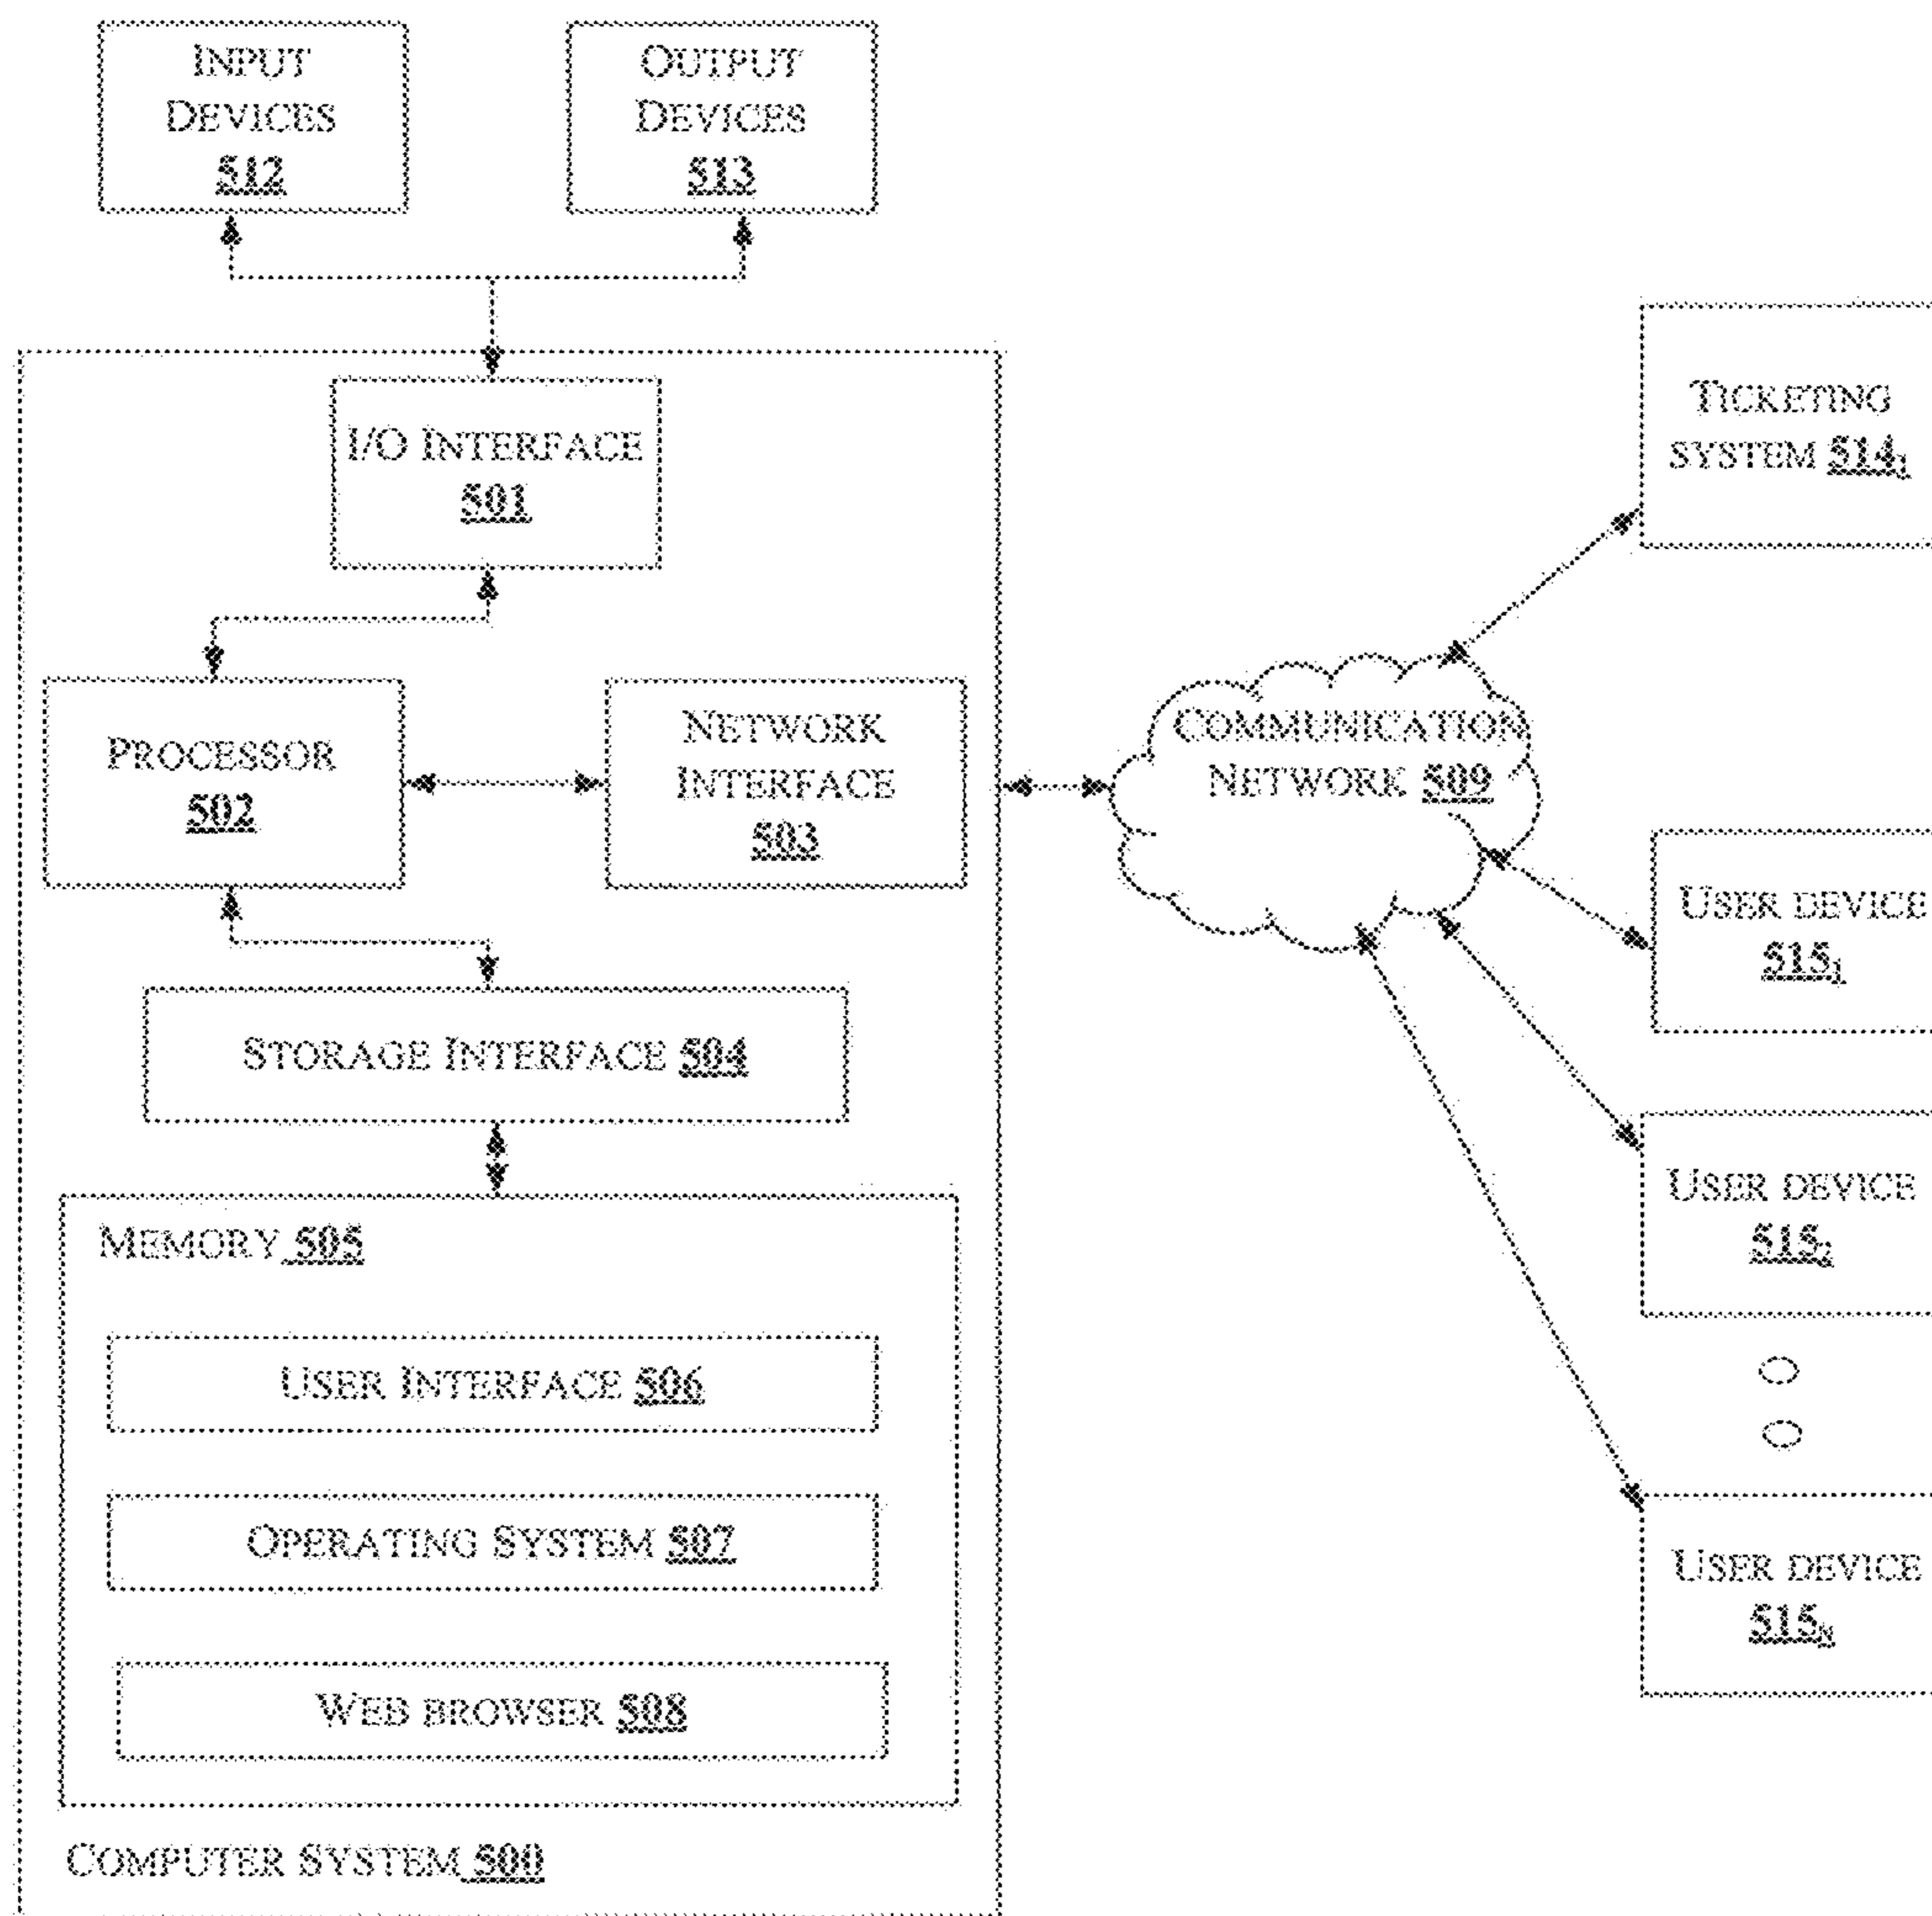 INPUT
DEVICES
512
OUTPUT
DEVICES
513
I/O INTERFACE
501
PROCESSOR
502
NETWORK
INTERFACE
503
STORAGE INTERFACE 504
MEMORY 505
USER INTERFACE 506
OPERATING SYSTEM 507
WEB BROWSER 508
COMPUTER SYSTEM 500
COMMUNICATION
NETWORK 509
TICKETING
SYSTEM 514₁
USER DEVICE
515₁
USER DEVICE
515₂
USER DEVICE
515ₙ